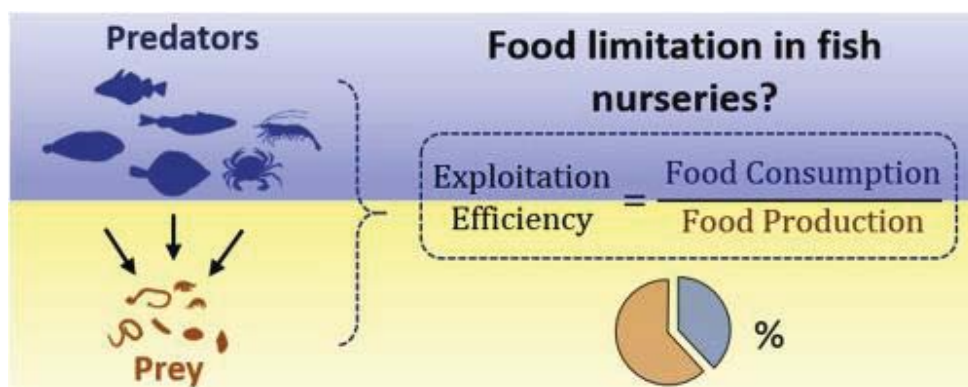 Predators
Prey
Food limitation in fish
nurseries?
Exploitation
Efficiency
=
Food Consumption
Food Production
%